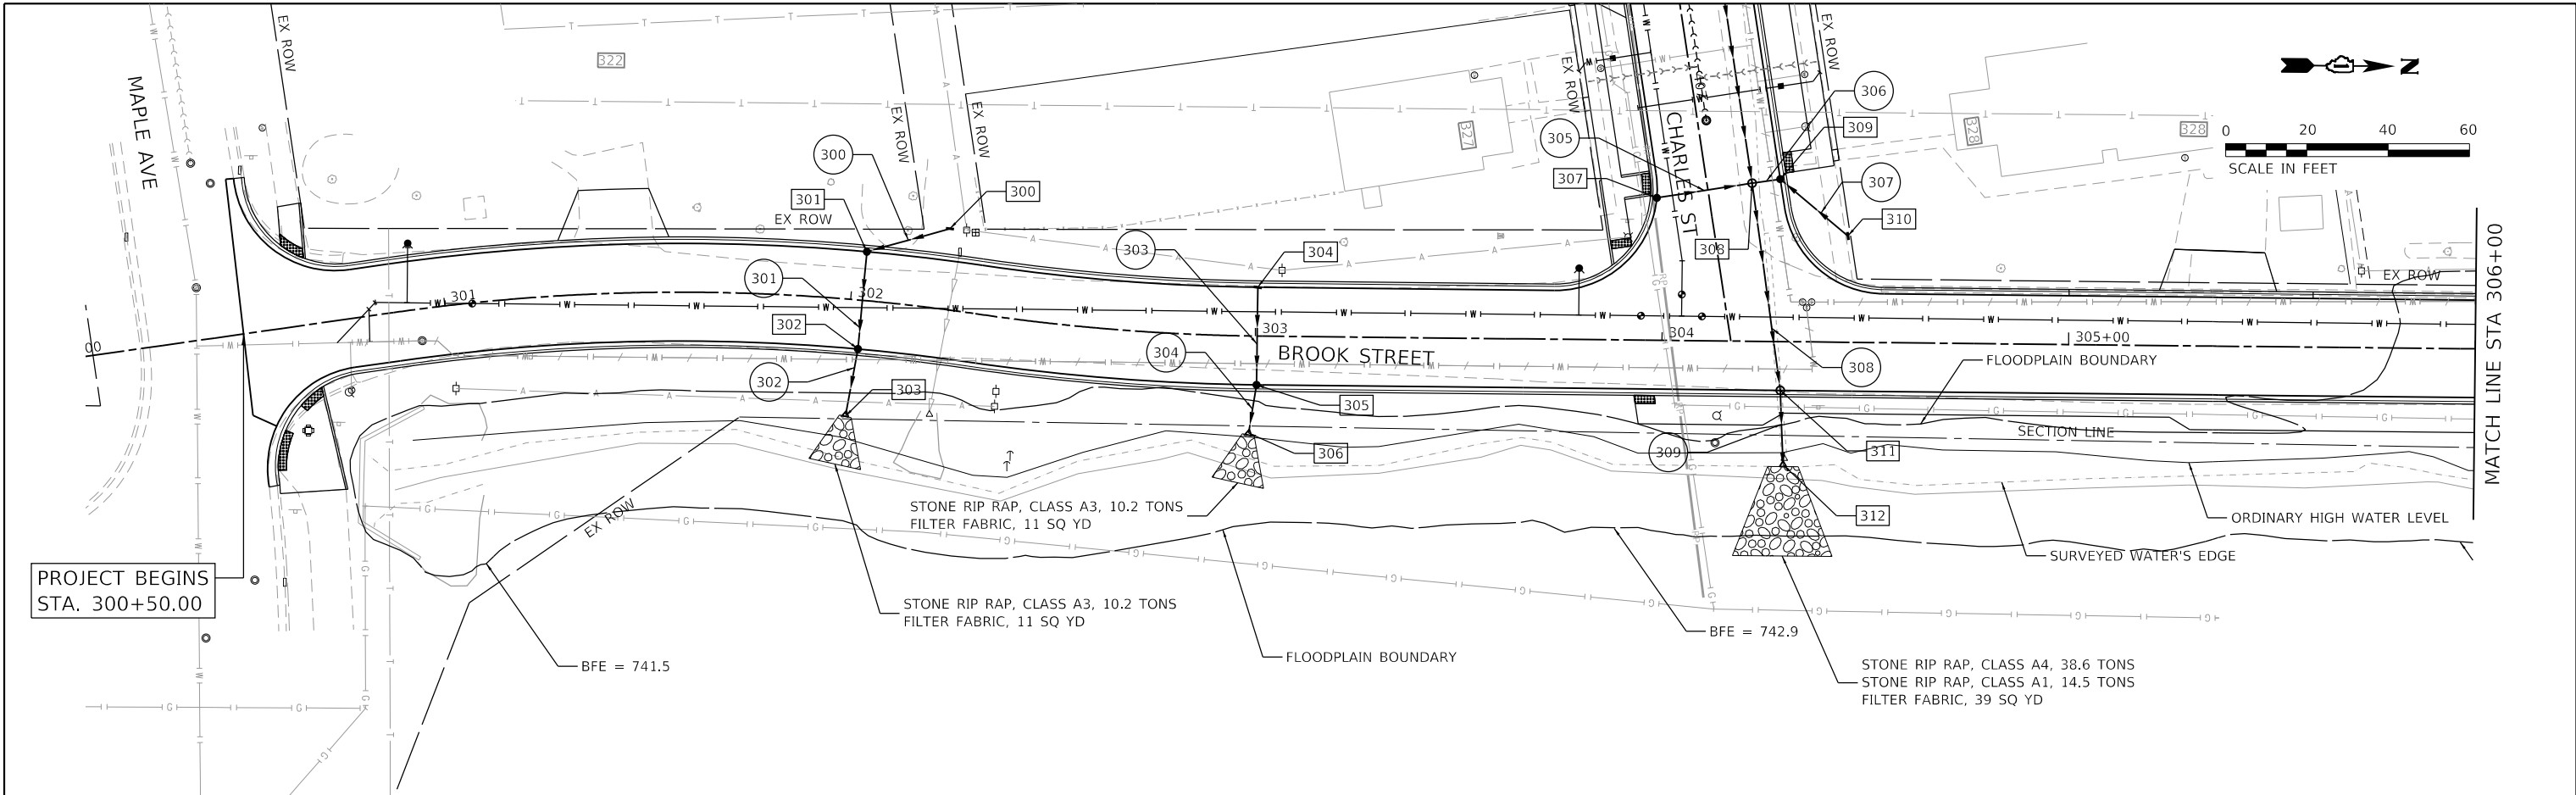 EX ROW
322
MAPLE AVE
EX ROW
EX ROW
EX ROW
EX ROW
327
CHARLES ST
306
309
305
307
307
310
308
328
328
N
0 20 40 60
SCALE IN FEET
300
301
300
EX ROW
303
304
301
301
302
302
302
303
304
303
BROOK STREET
305
306
304
308
305+00
FLOODPLAIN BOUNDARY
EX ROW
SECTION LINE
309
311
312
MATCH LINE STA 306+00
00
PROJECT BEGINS
STA. 300+50.00
EX ROW
STONE RIP RAP, CLASS A3, 10.2 TONS
FILTER FABRIC, 11 SQ YD
ORDINARY HIGH WATER LEVEL
SURVEYED WATER'S EDGE
STONE RIP RAP, CLASS A3, 10.2 TONS
FILTER FABRIC, 11 SQ YD
BFE = 741.5
FLOODPLAIN BOUNDARY
BFE = 742.9
STONE RIP RAP, CLASS A4, 38.6 TONS
STONE RIP RAP, CLASS A1, 14.5 TONS
FILTER FABRIC, 39 SQ YD